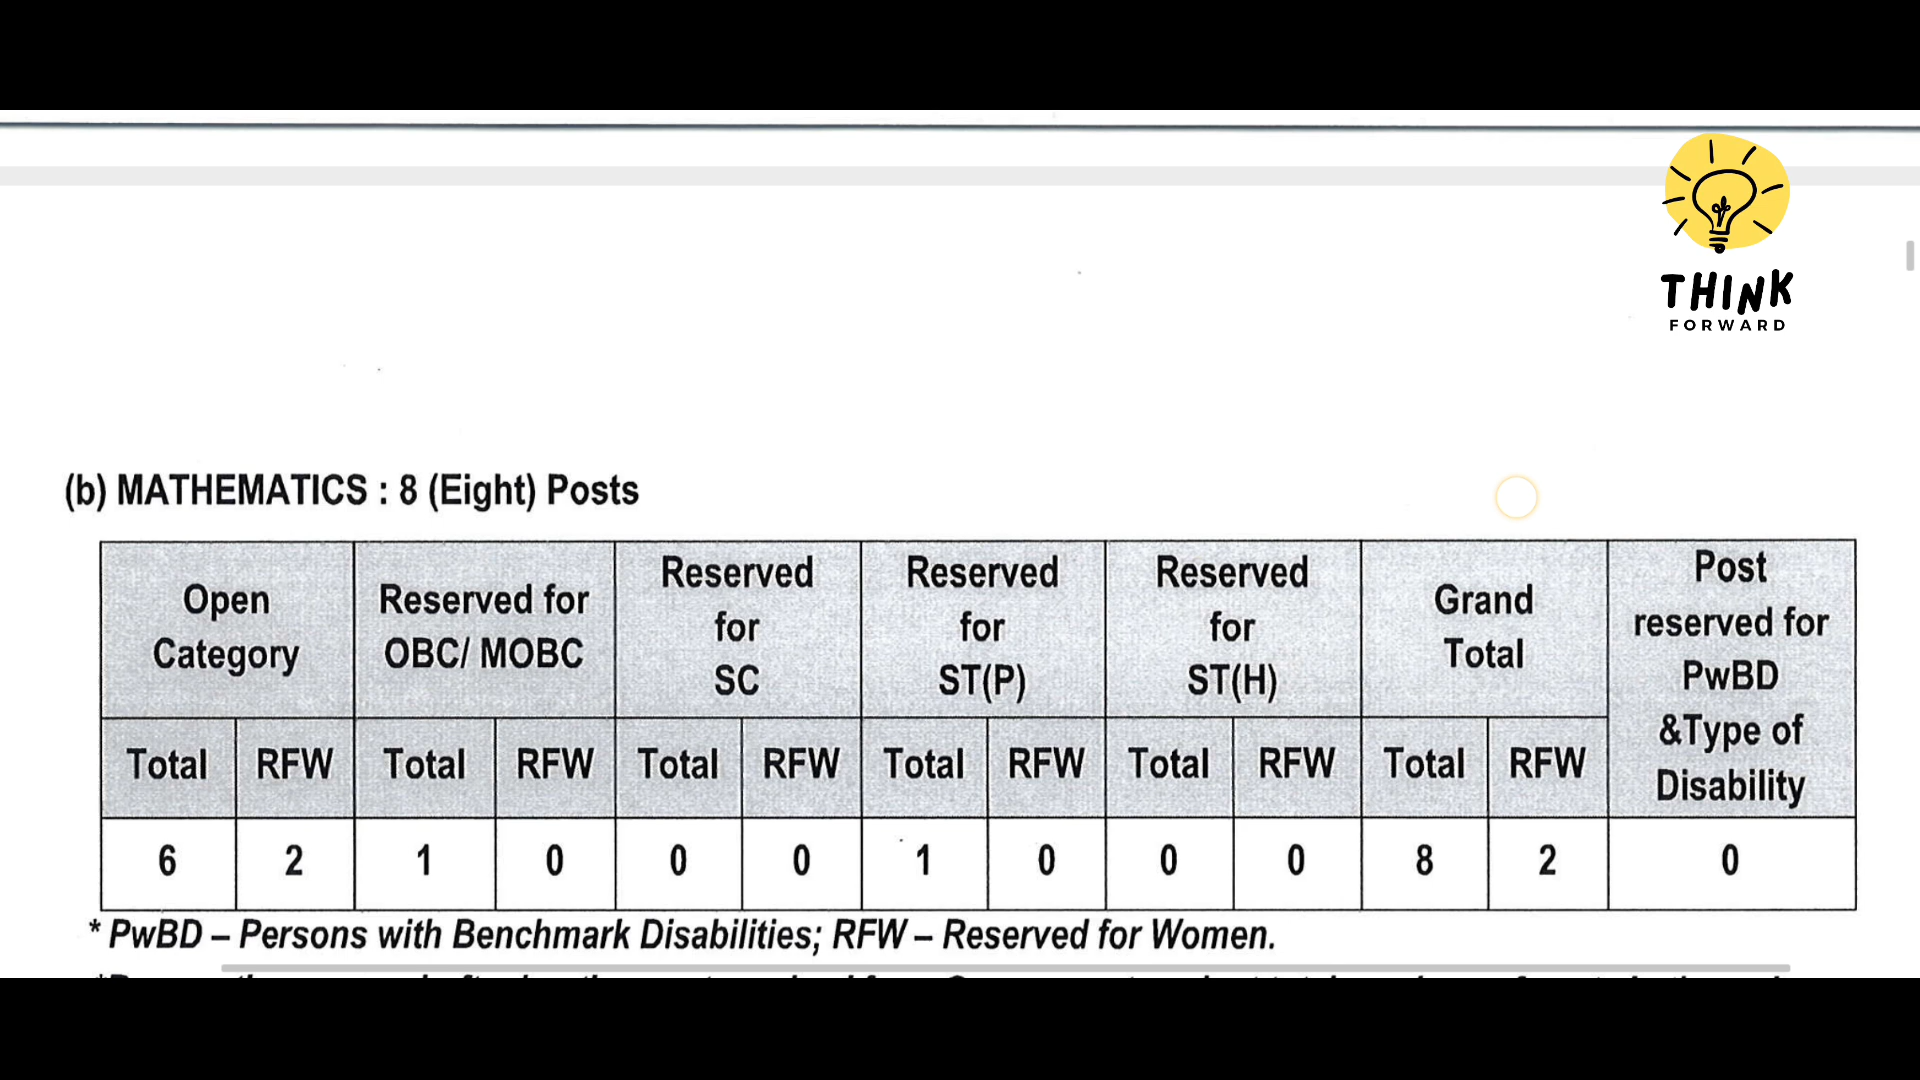 THINK
FORWARD
(b) MATHEMATICS : 8 (Eight) Posts
Open Category | Reserved for OBC/ MOBC | Reserved for SC | Reserved for ST(P) | Reserved for ST(H) | Grand Total | Post reserved for PwBD &Type of Disability
Total | RFW | Total | RFW | Total | RFW | Total | RFW | Total | RFW | Total | RFW
6 | 2 | 1 | 0 | 0 | 0 | 1 | 0 | 0 | 0 | 8 | 2 | 0
* PwBD – Persons with Benchmark Disabilities; RFW – Reserved for Women.